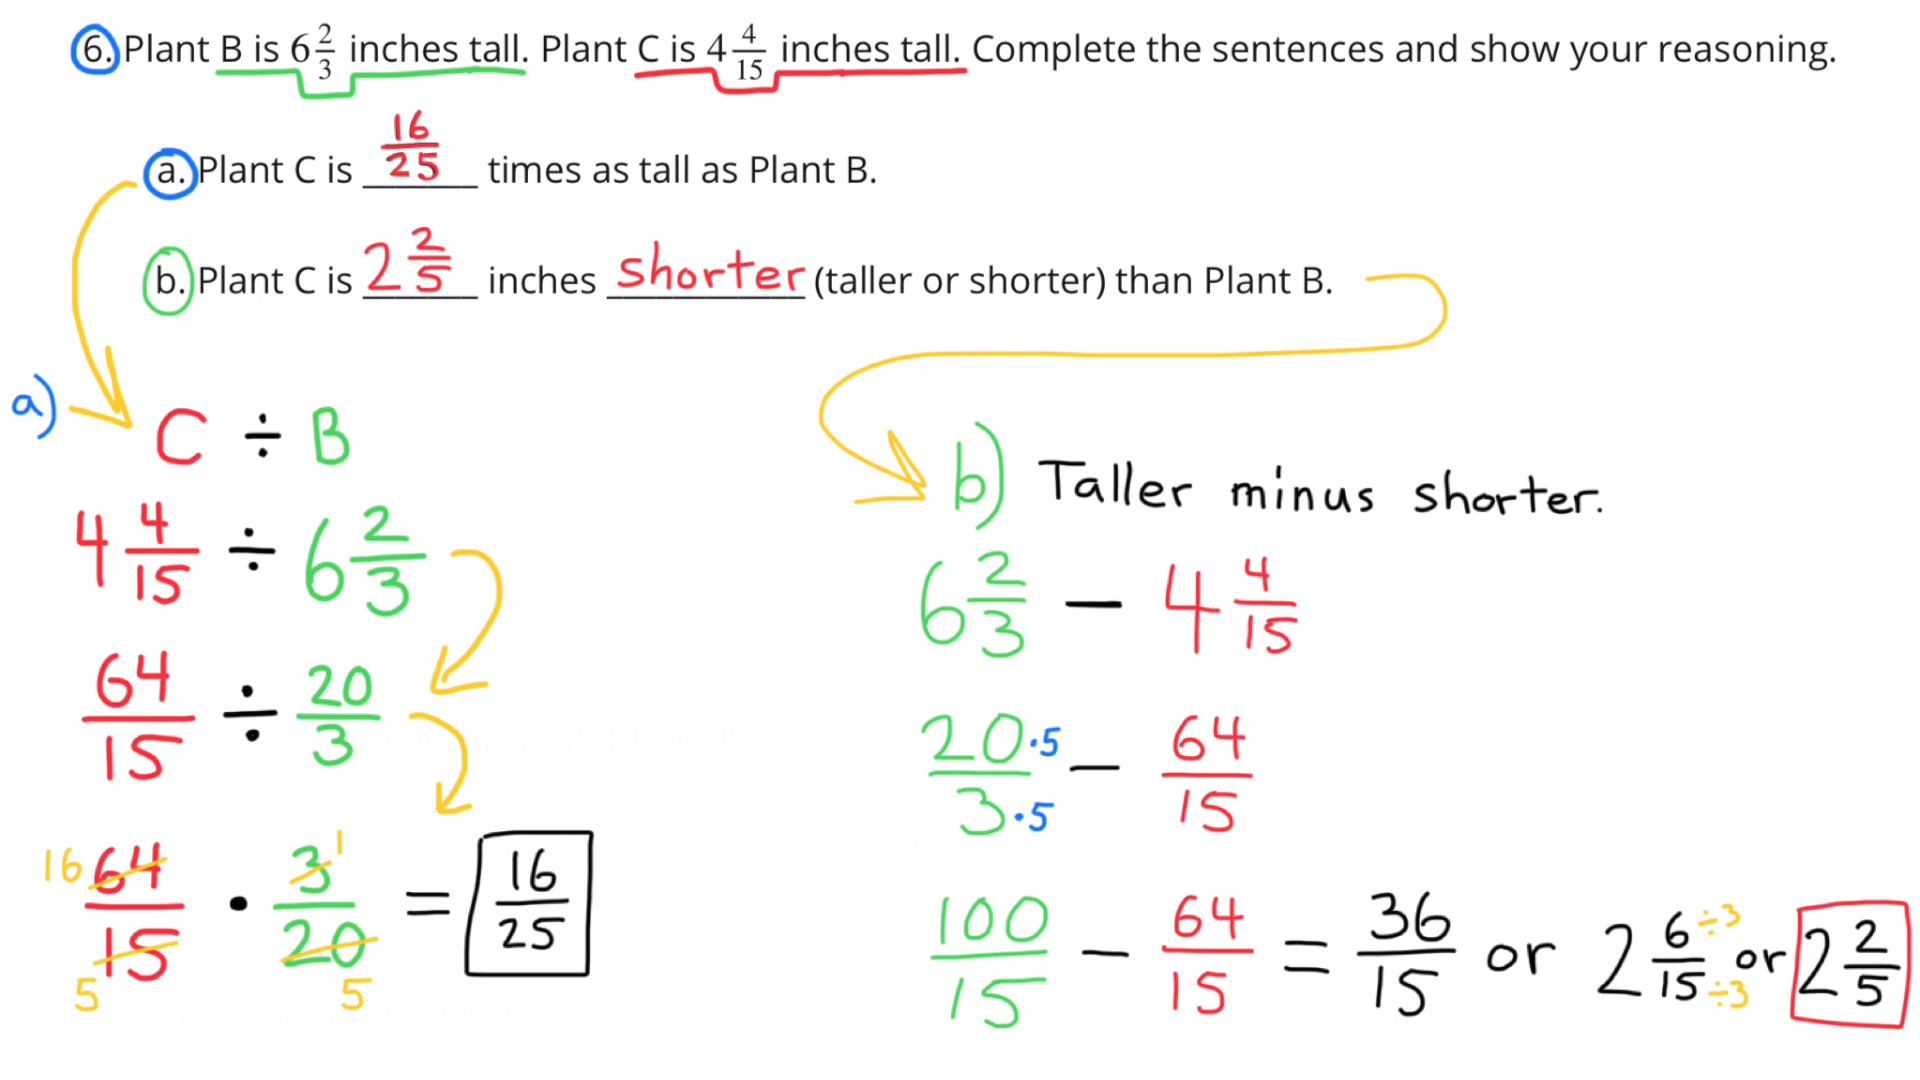 6. Plant B is 6 2/3 inches tall. Plant C is 4 4/15 inches tall. Complete the sentences and show your reasoning.
a. Plant C is 16/25 times as tall as Plant B.
b. Plant C is 2 2/5 inches shorter (taller or shorter) than Plant B.
a)
C ÷ B
4 4/15 ÷ 6 2/3
64/15 ÷ 20/3
16 64/15 5 · 3 1/20 5 = 16/25
b) Taller minus shorter.
6 2/3 − 4 4/15
20·5/3·5 − 64/15
100/15 − 64/15 = 36/15 or 2 6÷3/15÷3 or 2 2/5